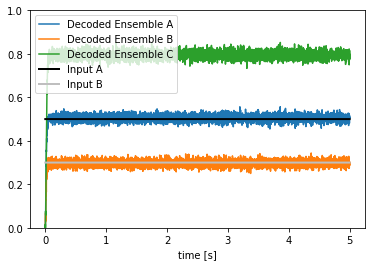 Decoded Ensemble A
Decoded Ensemble B
Decoded Ensemble C
Input A
Input B
1.0
0.8
0.6
0.4
0.2
0.0
0 1 2 3 4 5
time [s]